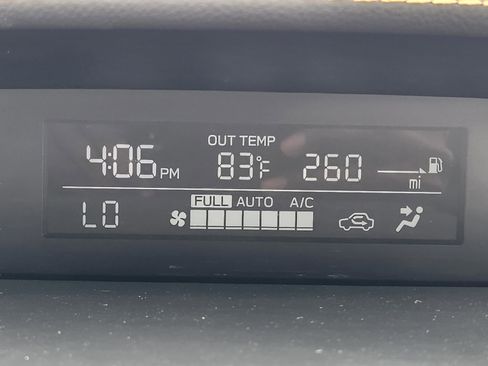 OUT TEMP
4:06 PM 83°F 260 mi
FULL AUTO A/C
LO